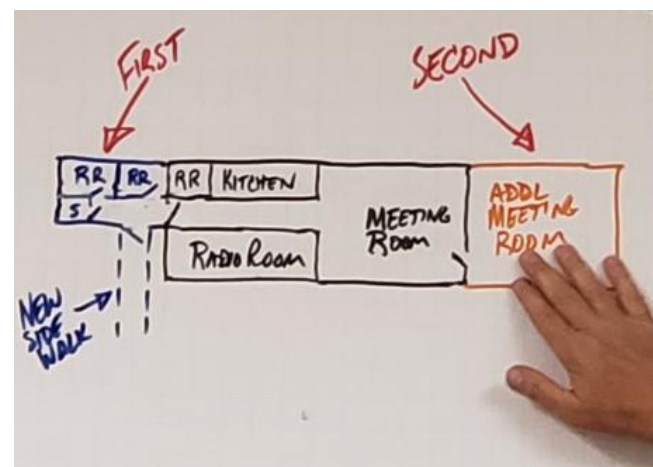 FIRST
SECOND
RR RR RR KITCHEN
S
RADIO ROOM
MEETING
ROOM
ADDL
MEETING
ROOM
NEW
SIDE
WALK